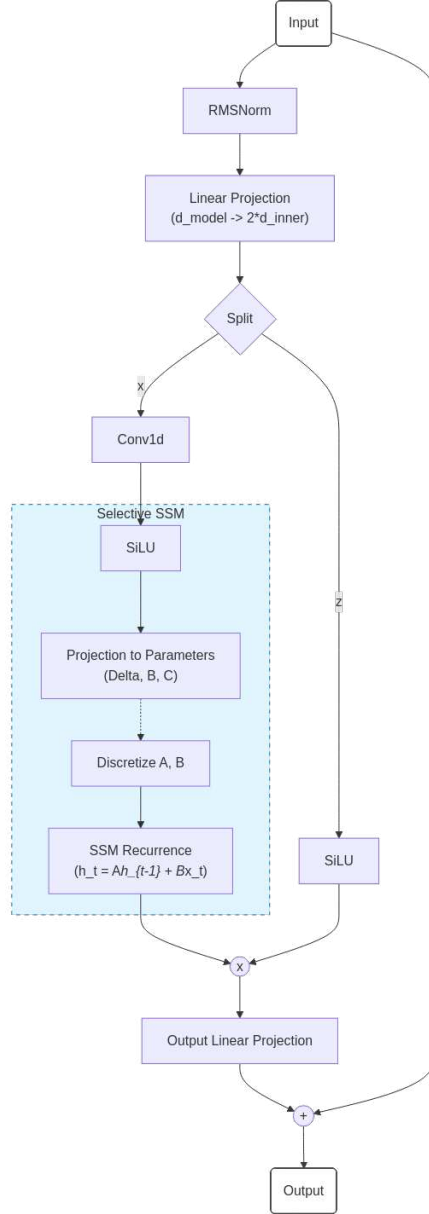 Input
RMSNorm
Linear Projection
(d_model -> 2*d_inner)
Split
x
Conv1d
Selective SSM
SiLU
z
Projection to Parameters
(Delta, B, C)
Discretize A, B
SSM Recurrence
(h_t = Ah_{t-1} + Bx_t)
SiLU
x
Output Linear Projection
+
Output